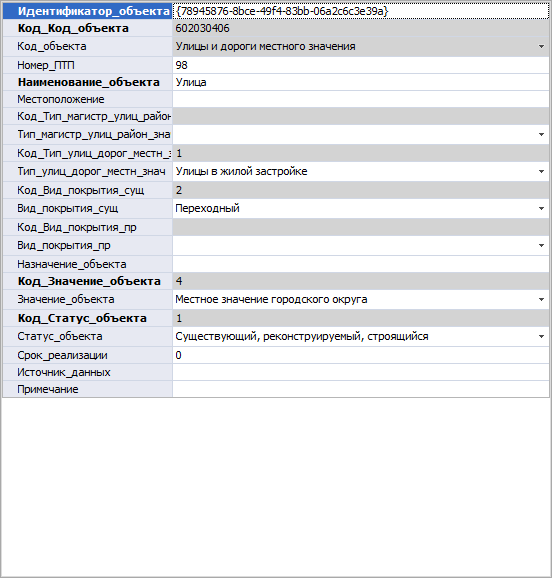 Идентификатор_объекта {78945876-8bce-49f4-83bb-06a2c6c3e39a}
Код_Код_объекта 602030406
Код_объекта Улицы и дороги местного значения
Номер_ПТП 98
Наименование_объекта Улица
Местоположение
Код_Тип_магистр_улиц_район
Тип_магистр_улиц_район_зна
Код_Тип_улиц_дорог_местн_з 1
Тип_улиц_дорог_местн_знач Улицы в жилой застройке
Код_Вид_покрытия_сущ 2
Вид_покрытия_сущ Переходный
Код_Вид_покрытия_пр
Вид_покрытия_пр
Назначение_объекта
Код_Значение_объекта 4
Значение_объекта Местное значение городского округа
Код_Статус_объекта 1
Статус_объекта Существующий, реконструируемый, строящийся
Срок_реализации 0
Источник_данных
Примечание